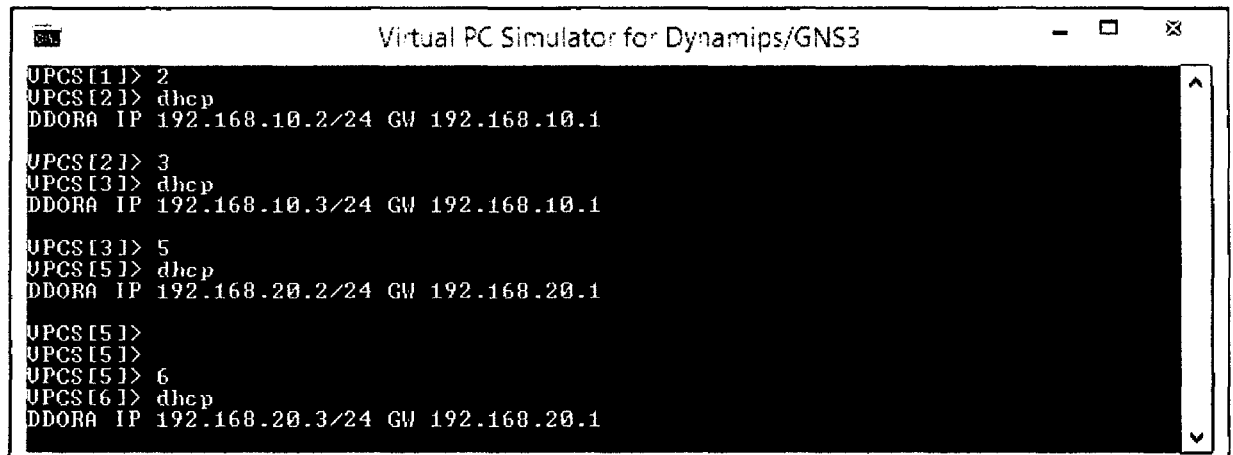 Virtual PC Simulator for Dynamips/GNS3
VPCS[1]> 2
VPCS[2]> dhcp
DDORA IP 192.168.10.2/24 GW 192.168.10.1
VPCS[2]> 3
VPCS[3]> dhcp
DDORA IP 192.168.10.3/24 GW 192.168.10.1
VPCS[3]> 5
VPCS[5]> dhcp
DDORA IP 192.168.20.2/24 GW 192.168.20.1
VPCS[5]>
VPCS[5]>
VPCS[5]> 6
VPCS[6]> dhcp
DDORA IP 192.168.20.3/24 GW 192.168.20.1